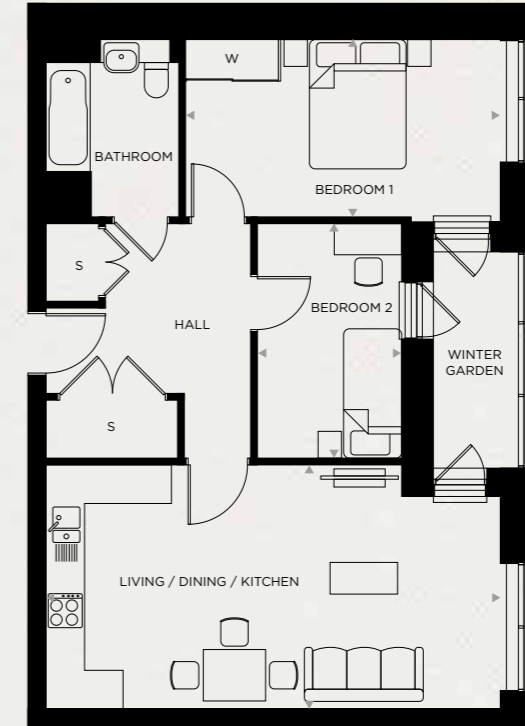 W
BATHROOM
BEDROOM 1
S
BEDROOM 2
HALL
WINTER
GARDEN
S
LIVING / DINING / KITCHEN